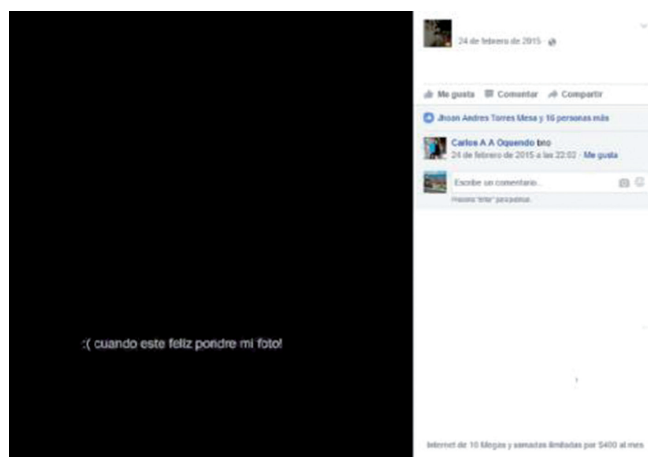 24 de febrero de 2015
Me gusta Comentar Compartir
Jhoan Andres Torres Mesa y 16 personas más
Carlos A A Oquendo bno
24 de febrero de 2015 a las 22:02 · Me gusta
Escribe un comentario...
Presiona "Intro" para publicar.
:( cuando este feliz pondre mi foto!
Internet de 10 Megas y llamadas ilimitadas por $400 al mes